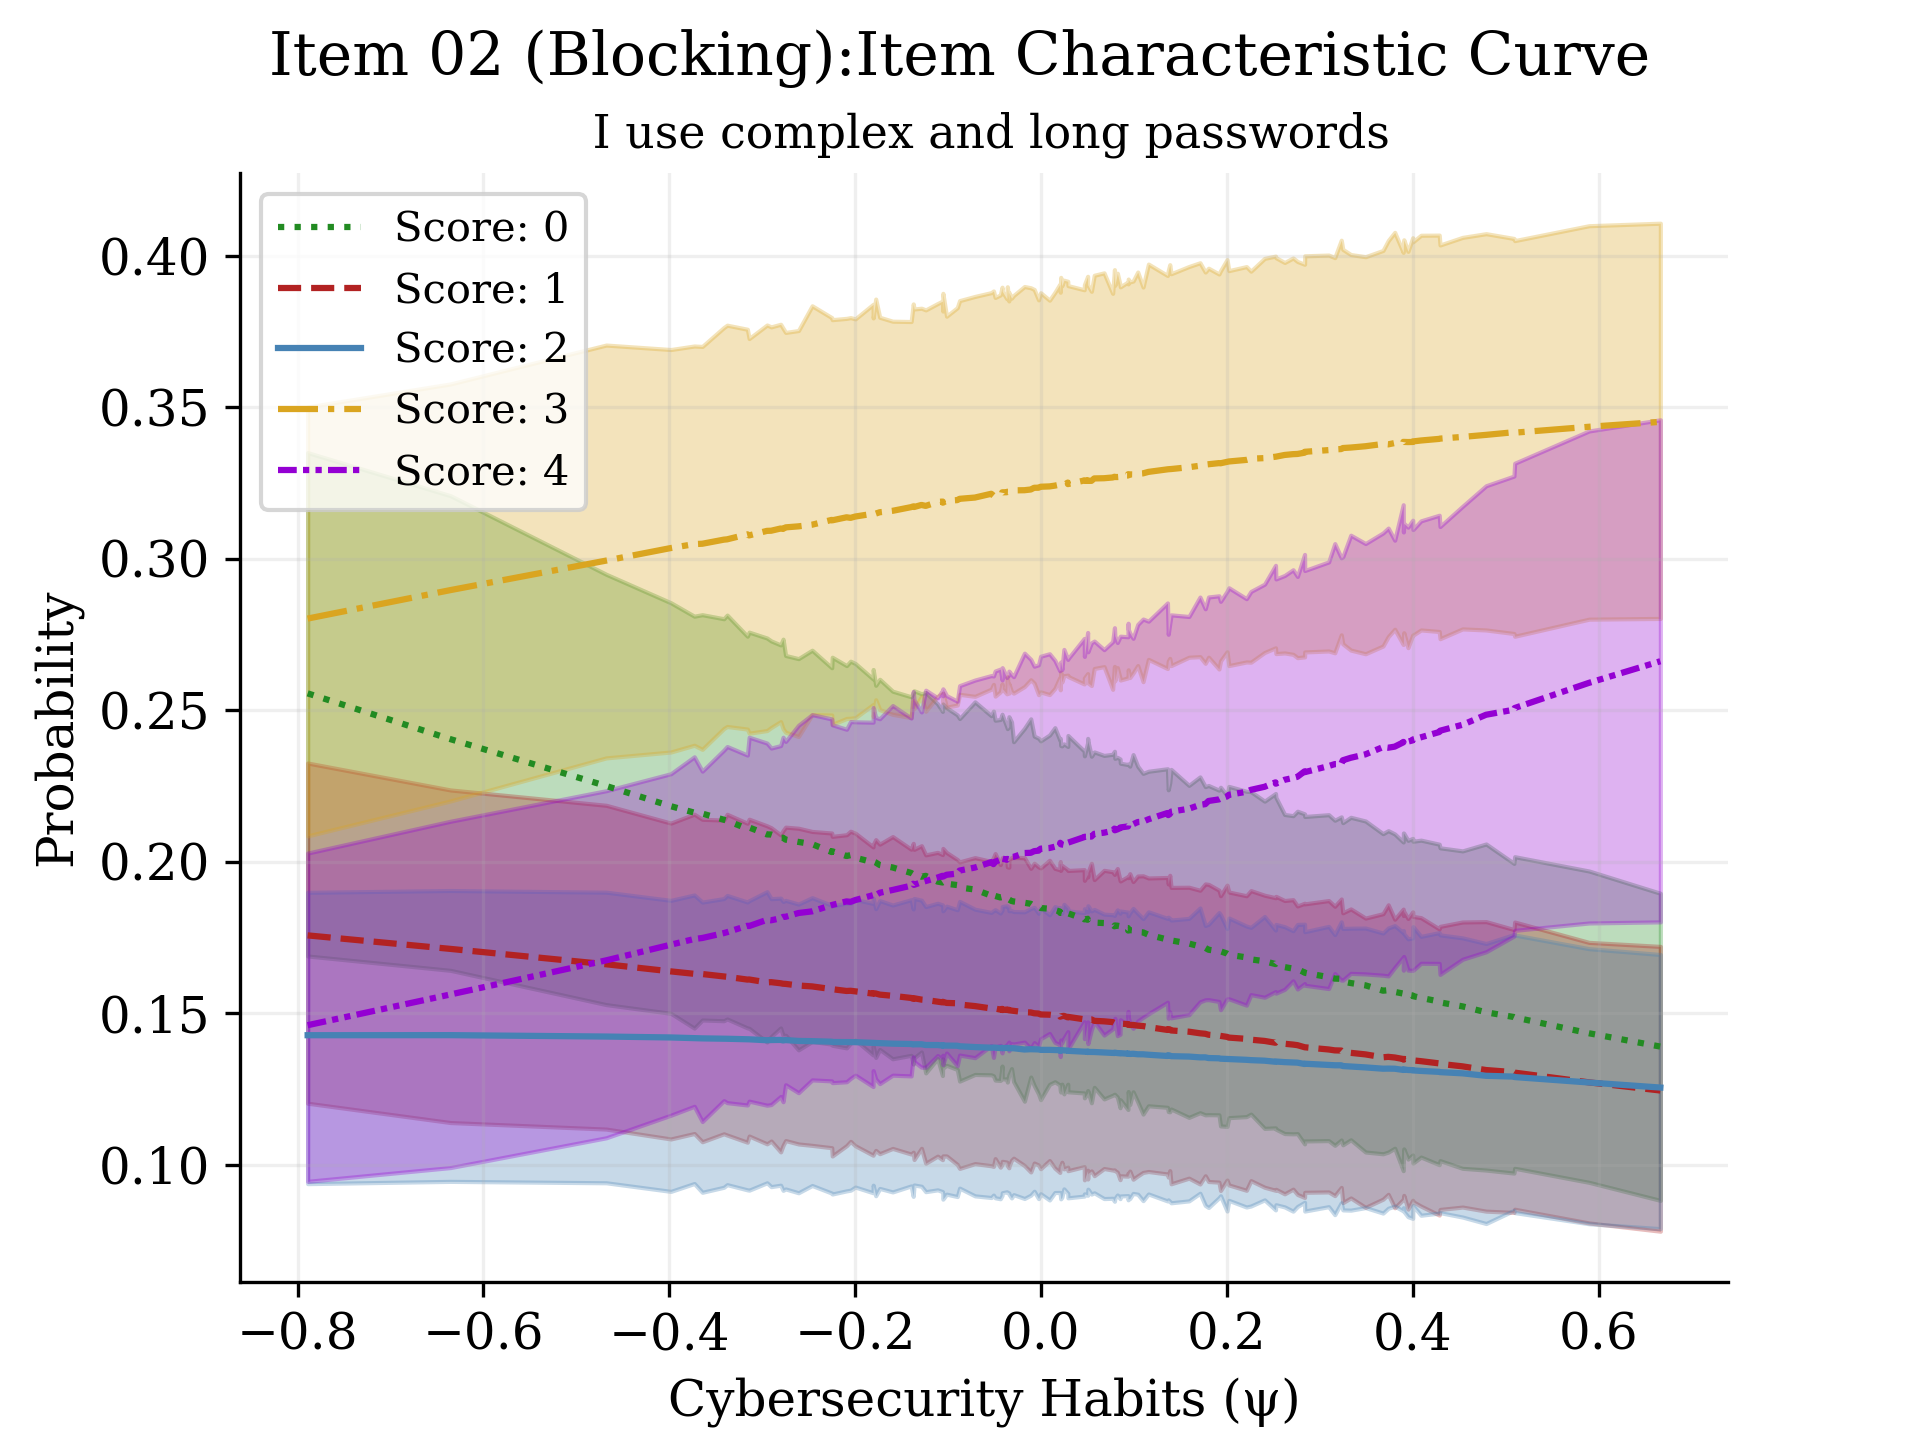 Item 02 (Blocking):Item Characteristic Curve
I use complex and long passwords
Score: 0
Score: 1
Score: 2
Score: 3
Score: 4
0.40
0.35
0.30
0.25
0.20
0.15
0.10
Probability
−0.8 −0.6 −0.4 −0.2 0.0 0.2 0.4 0.6
Cybersecurity Habits (ψ)